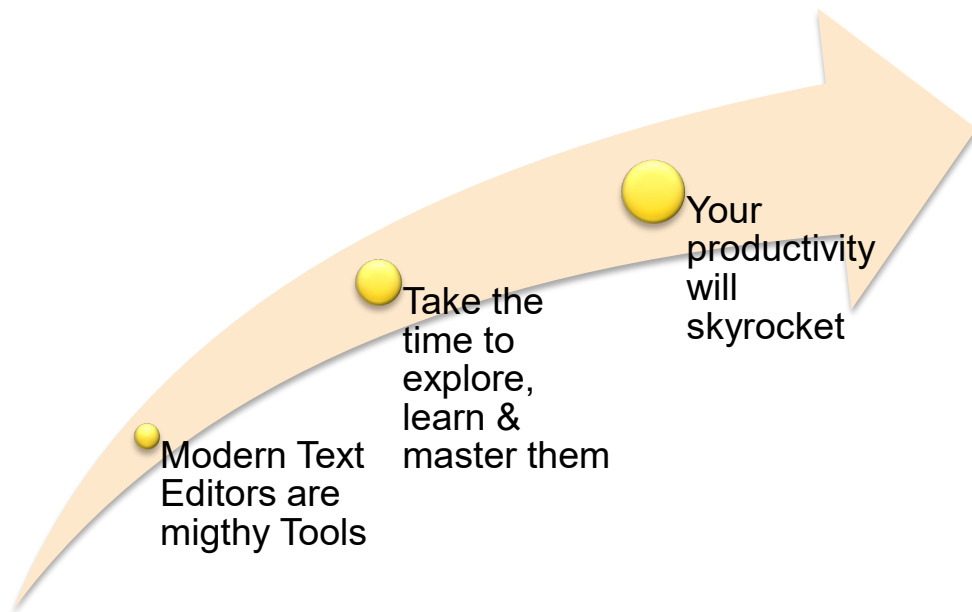 Modern Text
Editors are
migthy Tools
Take the
time to
explore,
learn &
master them
Your
productivity
will
skyrocket